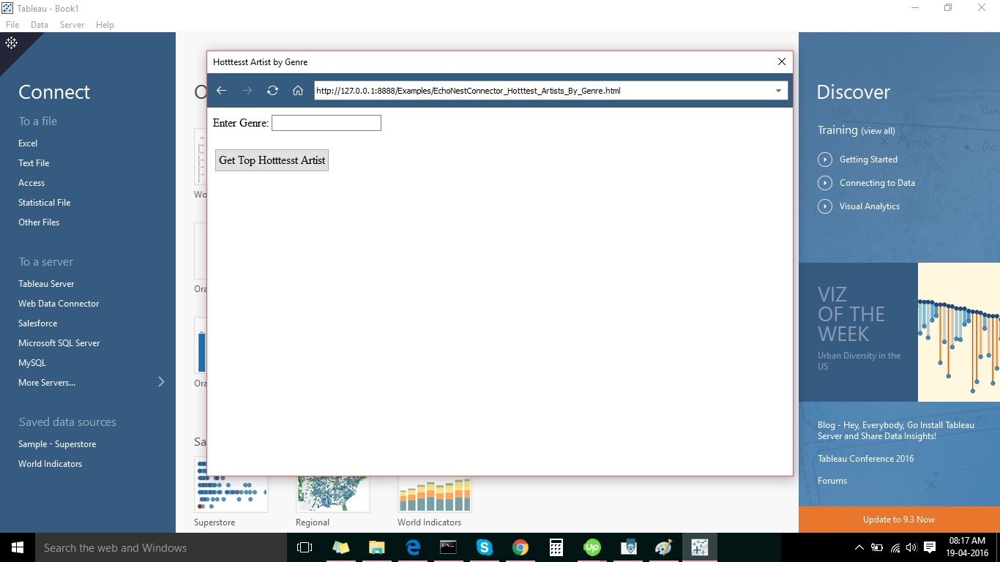 Tableau - Book1
File Data Server Help
Connect
To a file
Excel
Text File
Access
Statistical File
Other Files
To a server
Tableau Server
Web Data Connector
Salesforce
Microsoft SQL Server
MySQL
More Servers...
Saved data sources
Sample - Superstore
World Indicators
O
Wo
Ora
Ora
Sa
Superstore
Regional
World Indicators
Hotttesst Artist by Genre
http://127.0.0.1:8888/Examples/EchoNestConnector_Hotttest_Artists_By_Genre.html
Enter Genre:
Get Top Hotttesst Artist
Discover
Training (view all)
Getting Started
Connecting to Data
Visual Analytics
VIZ
OF THE
WEEK
Urban Diversity in the
US
Blog - Hey, Everybody, Go Install Tableau
Server and Share Data Insights!
Tableau Conference 2016
Forums
Update to 9.3 Now
Search the web and Windows
08:17 AM
19-04-2016